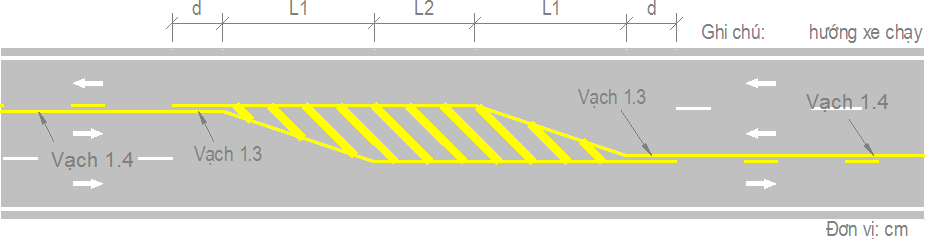 d L1 L2 L1 d
Ghi chú: hướng xe chạy
Vạch 1.3 Vạch 1.4
Vạch 1.4 Vạch 1.3
Đơn vị: cm